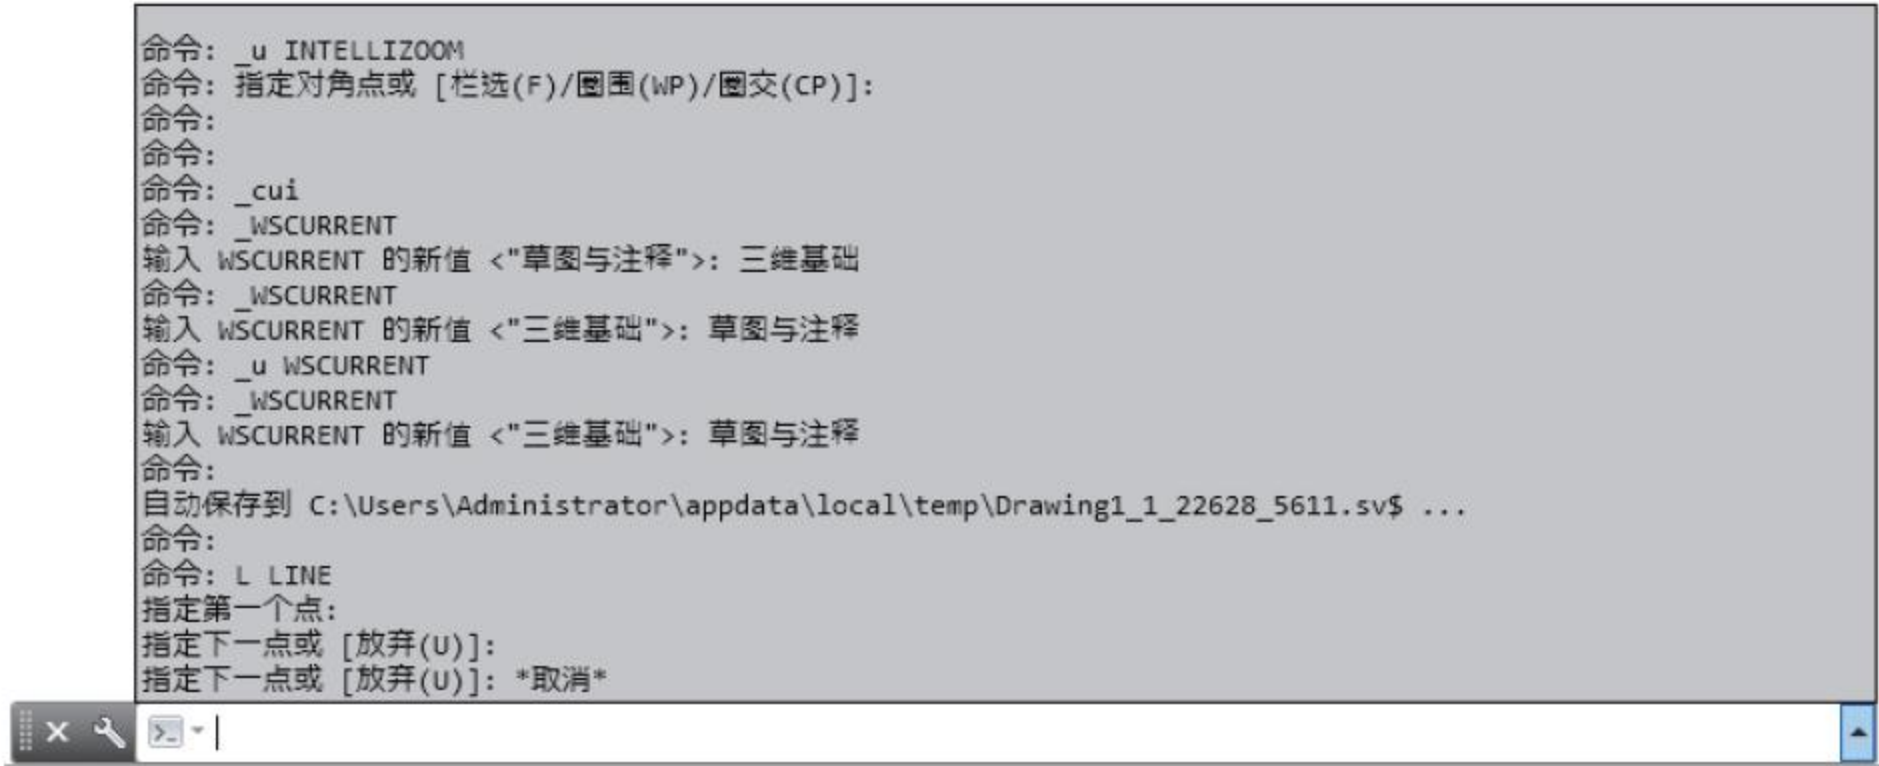 命令: _u INTELLIZOOM
命令: 指定对角点或 [栏选(F)/圈围(WP)/圈交(CP)]:
命令:
命令:
命令: _cui
命令: _WSCURRENT
输入 WSCURRENT 的新值 <"草图与注释">: 三维基础
命令: _WSCURRENT
输入 WSCURRENT 的新值 <"三维基础">: 草图与注释
命令: _u WSCURRENT
命令: _WSCURRENT
输入 WSCURRENT 的新值 <"三维基础">: 草图与注释
命令:
自动保存到 C:\Users\Administrator\appdata\local\temp\Drawing1_1_22628_5611.sv$ ...
命令:
命令: L LINE
指定第一个点:
指定下一点或 [放弃(U)]:
指定下一点或 [放弃(U)]: *取消*